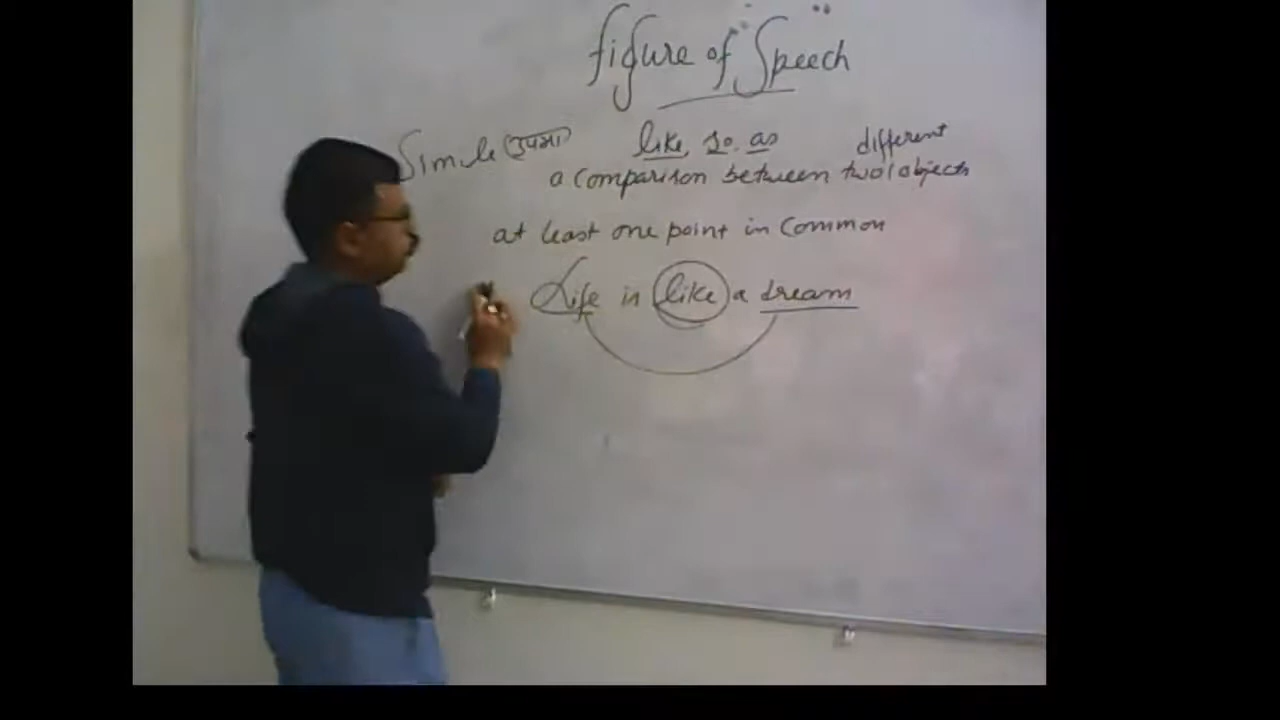 figure of Speech
Simile (उपमा) like, so, as different
a comparison between two objects
at least one point in Common
Life is like a dream